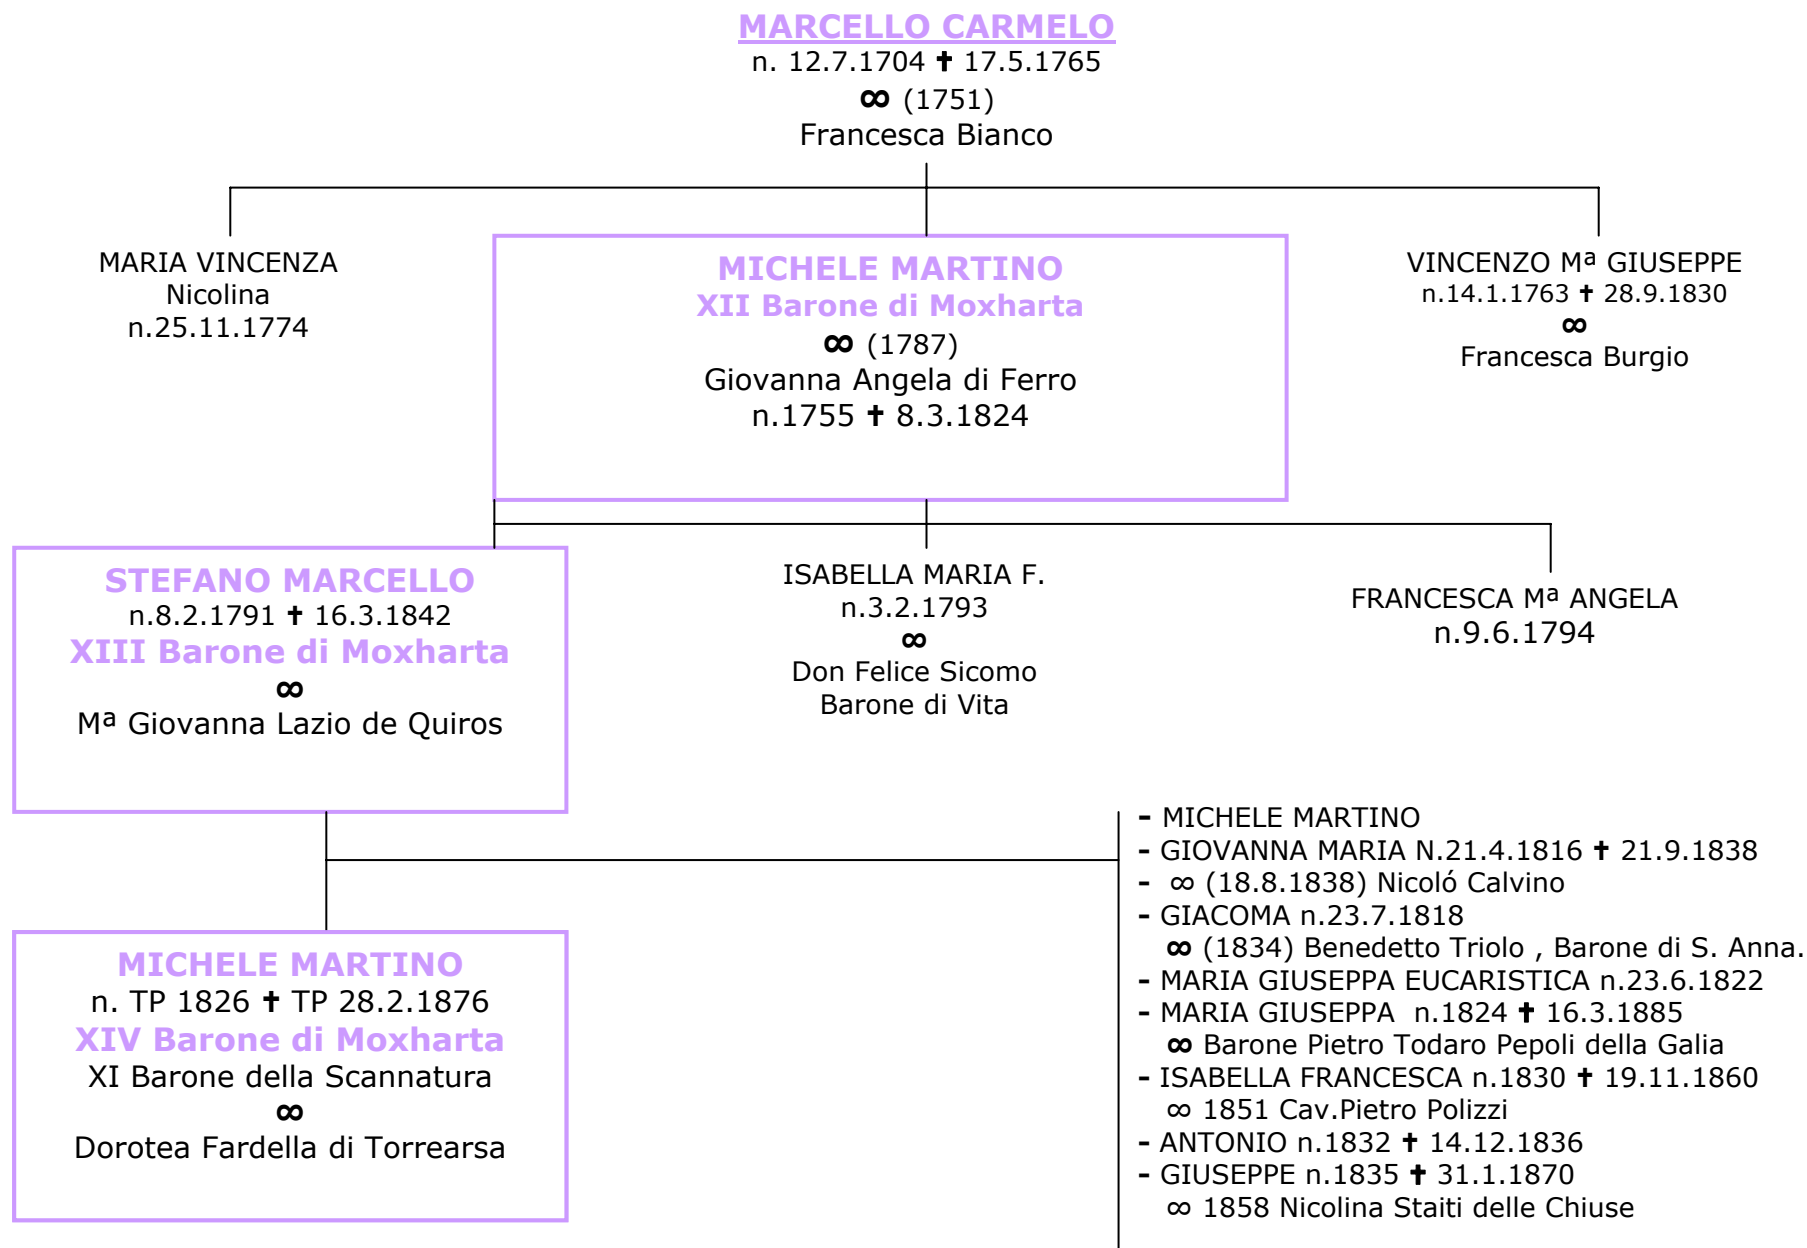 MARCELLO CARMELO
n. 12.7.1704 ✝ 17.5.1765
∞ (1751)
Francesca Bianco
MARIA VINCENZA
Nicolina
n.25.11.1774
MICHELE MARTINO
XII Barone di Moxharta
∞ (1787)
Giovanna Angela di Ferro
n.1755 ✝ 8.3.1824
VINCENZO Mª GIUSEPPE
n.14.1.1763 ✝ 28.9.1830
∞
Francesca Burgio
STEFANO MARCELLO
n.8.2.1791 ✝ 16.3.1842
XIII Barone di Moxharta
∞
Mª Giovanna Lazio de Quiros
ISABELLA MARIA F.
n.3.2.1793
∞
Don Felice Sicomo
Barone di Vita
FRANCESCA Mª ANGELA
n.9.6.1794
MICHELE MARTINO
n. TP 1826 ✝ TP 28.2.1876
XIV Barone di Moxharta
XI Barone della Scannatura
∞
Dorotea Fardella di Torrearsa
- MICHELE MARTINO
- GIOVANNA MARIA N.21.4.1816 ✝ 21.9.1838
- ∞ (18.8.1838) Nicoló Calvino
- GIACOMA n.23.7.1818
∞ (1834) Benedetto Triolo , Barone di S. Anna.
- MARIA GIUSEPPA EUCARISTICA n.23.6.1822
- MARIA GIUSEPPA n.1824 ✝ 16.3.1885
∞ Barone Pietro Todaro Pepoli della Galia
- ISABELLA FRANCESCA n.1830 ✝ 19.11.1860
∞ 1851 Cav.Pietro Polizzi
- ANTONIO n.1832 ✝ 14.12.1836
- GIUSEPPE n.1835 ✝ 31.1.1870
∞ 1858 Nicolina Staiti delle Chiuse